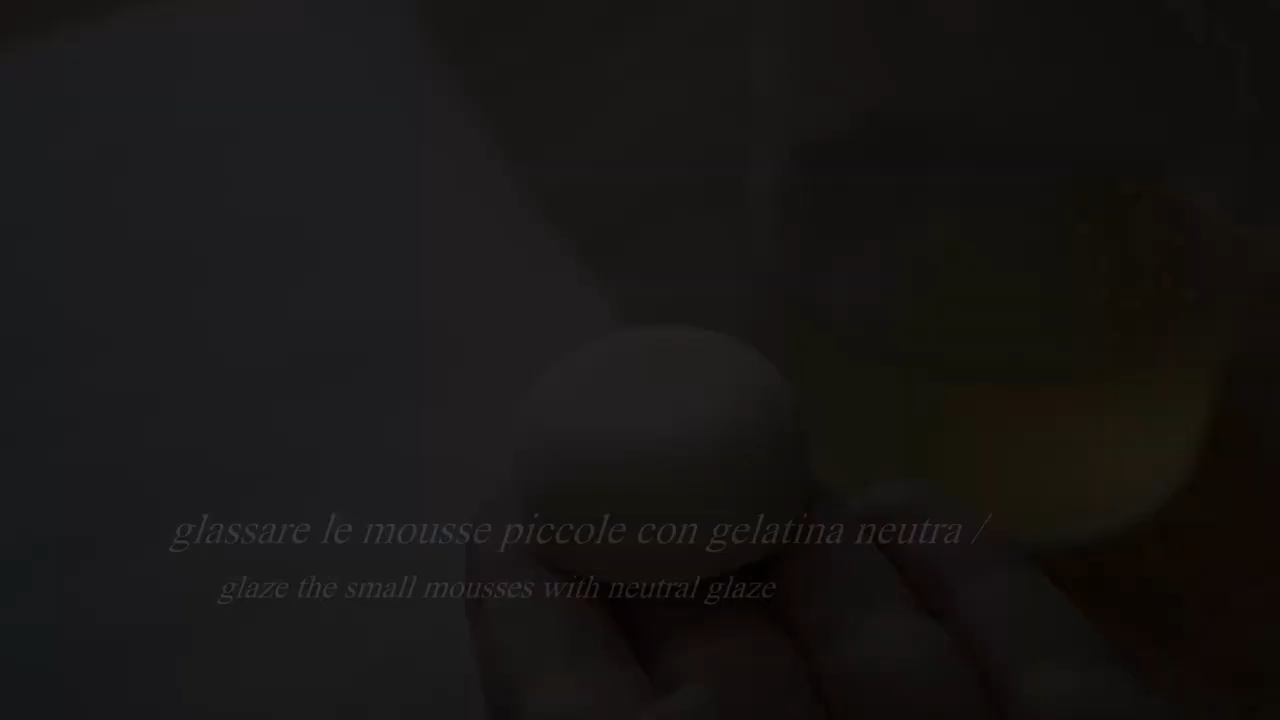 glassare le mousse piccole con gelatina neutra /
glaze the small mousses with neutral glaze